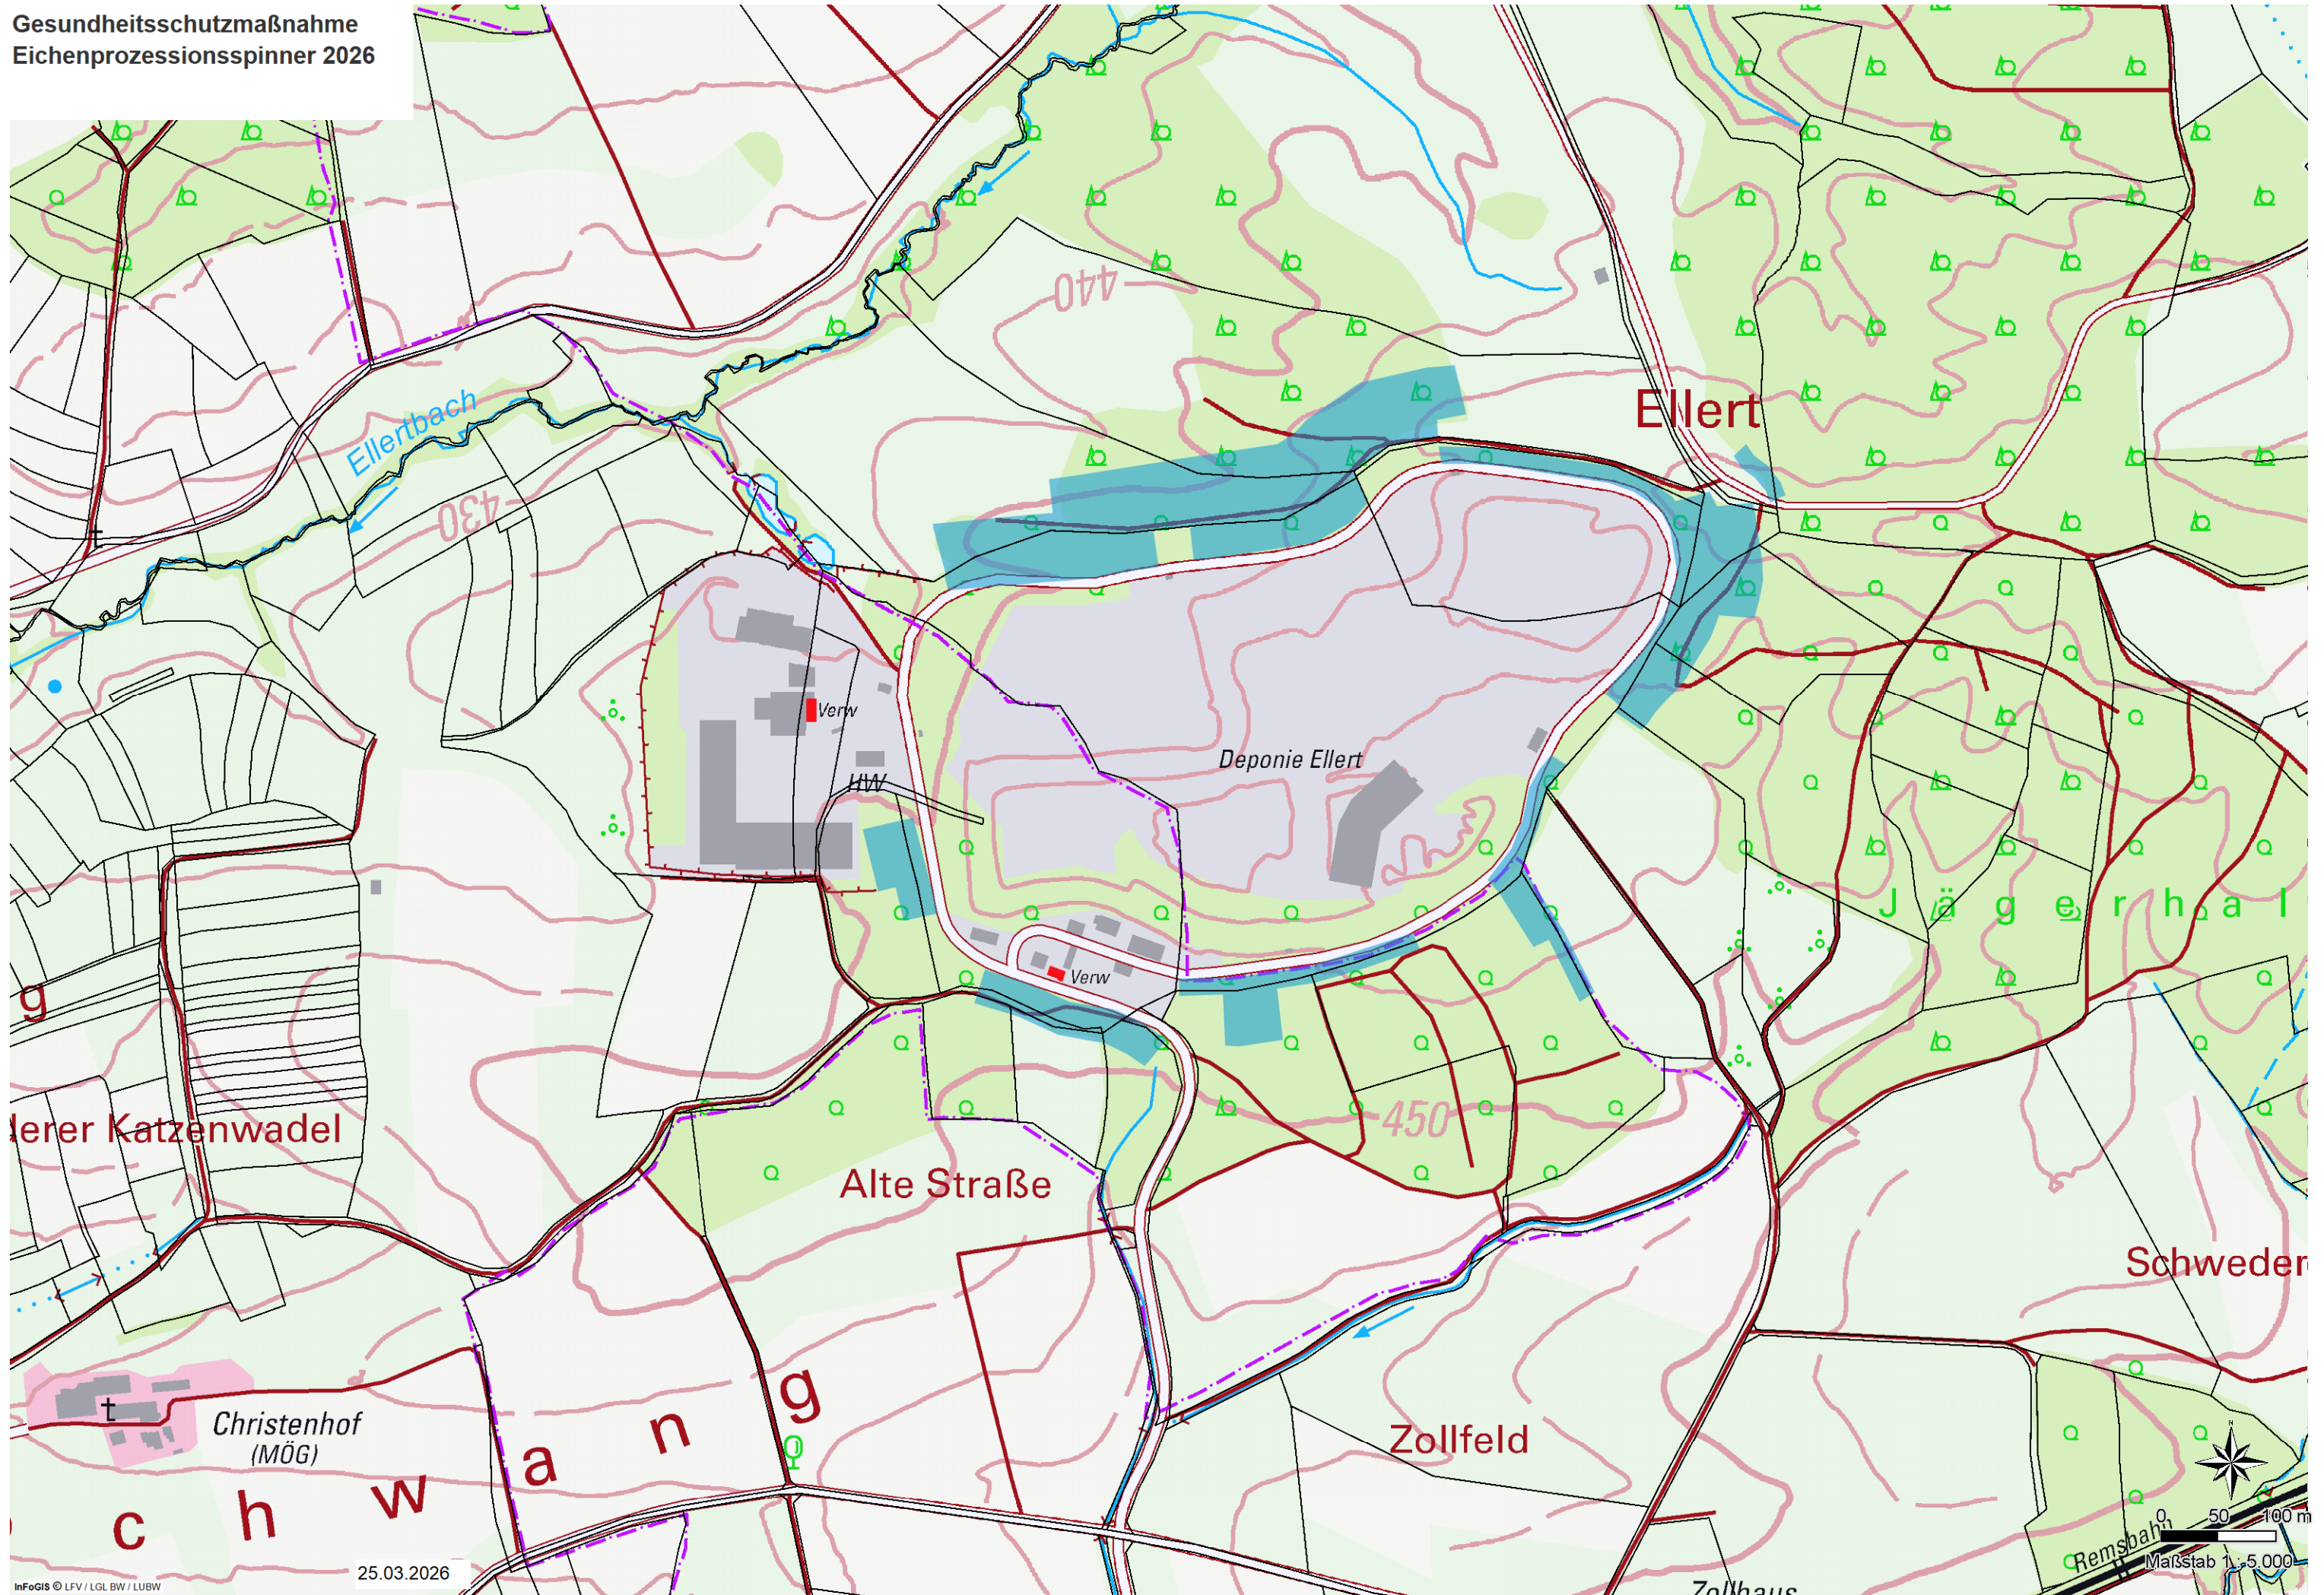 Gesundheitsschutzmaßnahme
Eichenprozessionsspinner 2026
440
Ellert
Ellertbach
430
Verw
Deponie Ellert
HW
Jägerhal
Verw
g
450
lerer Katzenwadel
Alte Straße
Schweder
Christenhof
(MÖG)
Zollfeld
chwang
N
0 50 100 m
Maßstab 1 : 5.000
Remsbahn
25.03.2026
Zollhaus
InFoGIS © LFV / LGL BW / LUBW